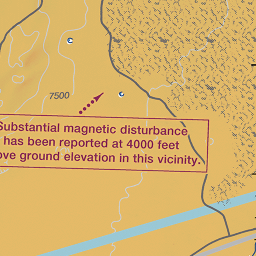 7500
Substantial magnetic disturbance
has been reported at 4000 feet
ove ground elevation in this vicinity.